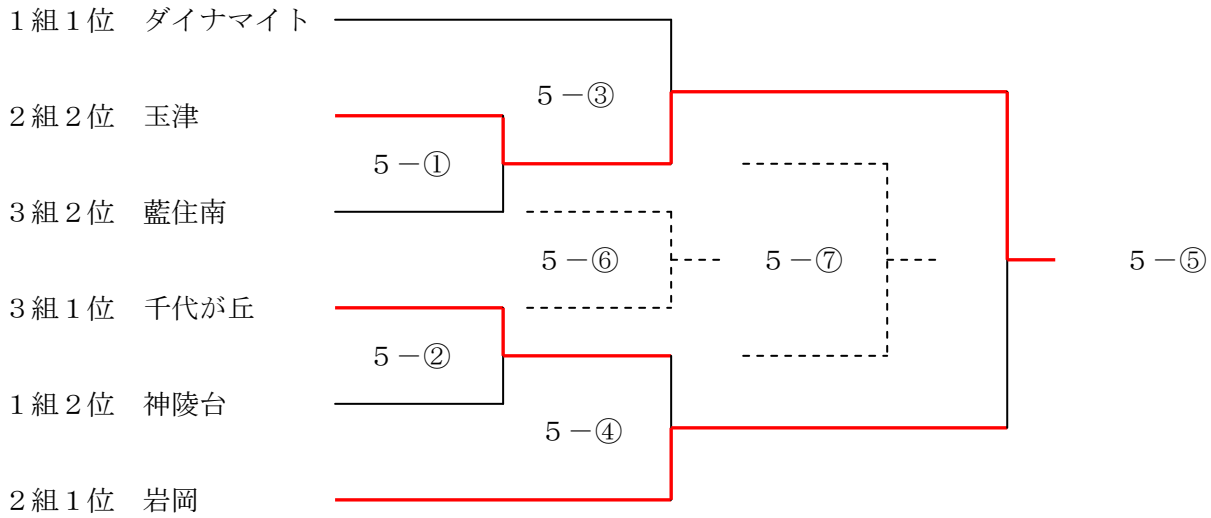 １組１位　ダイナマイト
５－③
２組２位　玉津
５－①
３組２位　藍住南
５－⑥　５－⑦　５－⑤
３組１位　千代が丘
５－②
１組２位　神陵台
５－④
２組１位　岩岡